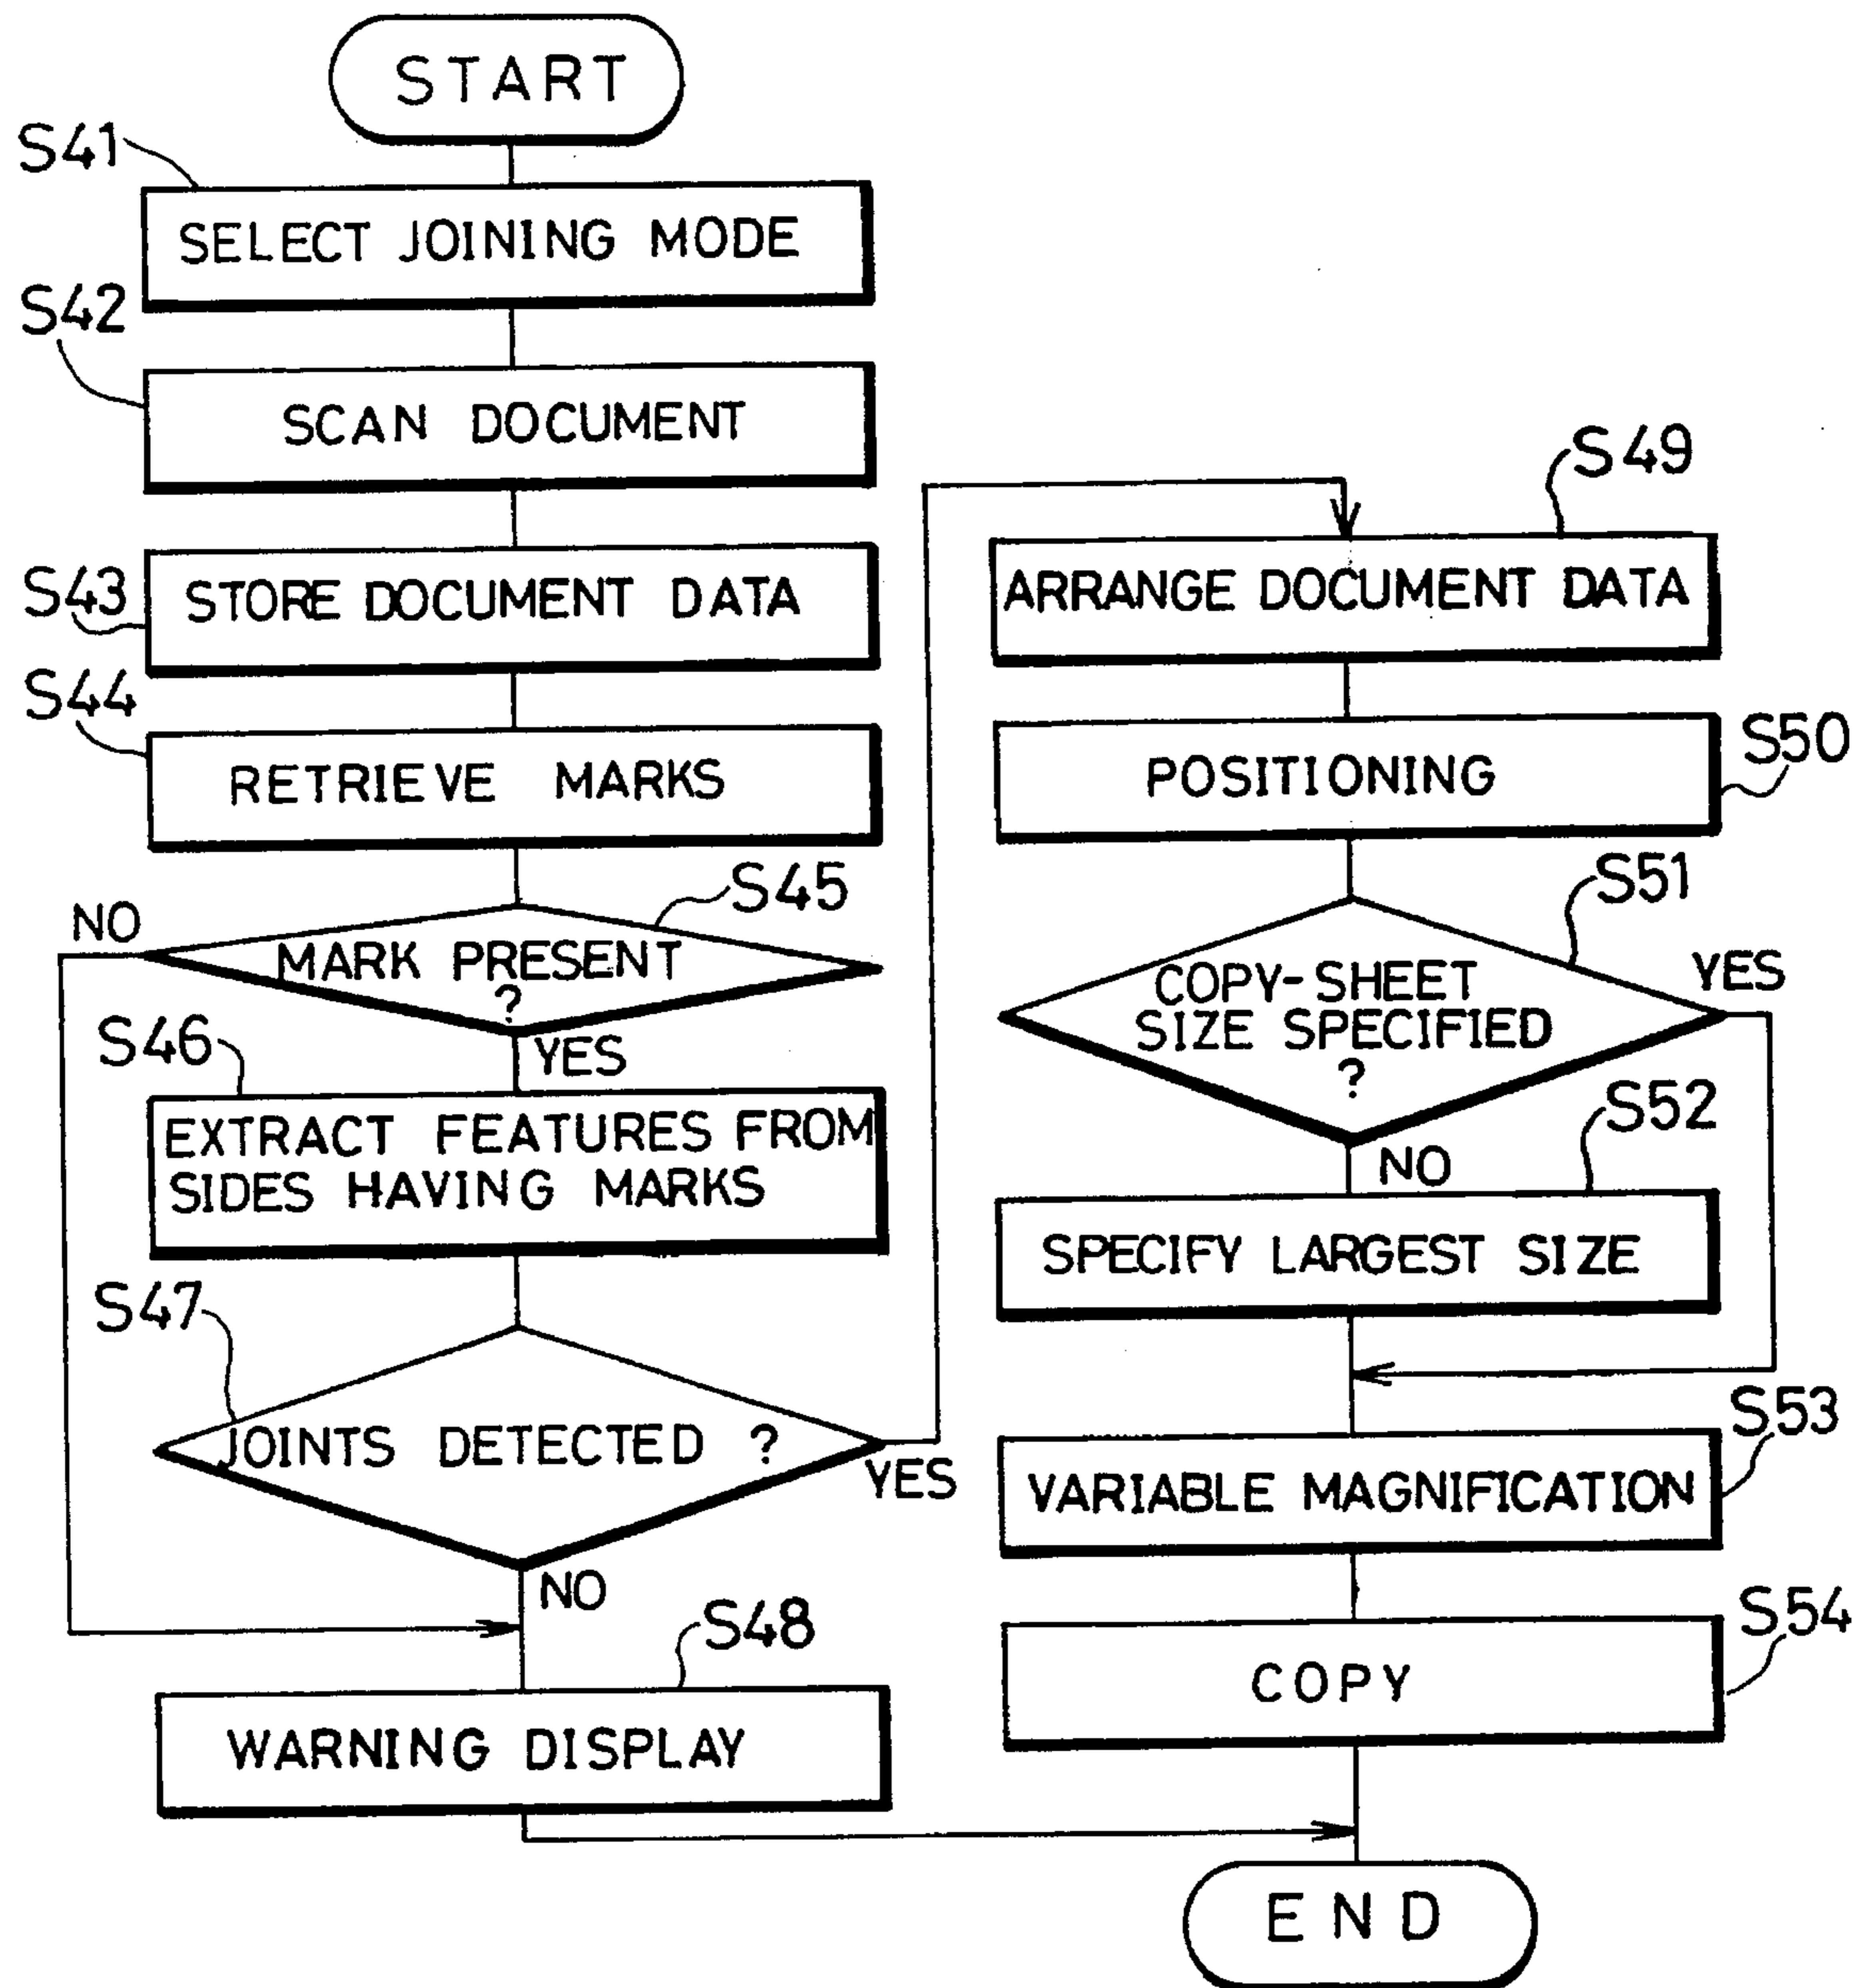 START
S41
SELECT JOINING MODE
S42
SCAN DOCUMENT
S43
STORE DOCUMENT DATA
S44
RETRIEVE MARKS
S45
NO
MARK PRESENT
?
YES
S46
EXTRACT FEATURES FROM
SIDES HAVING MARKS
S47
JOINTS DETECTED ?
YES
NO
S48
WARNING DISPLAY
S49
ARRANGE DOCUMENT DATA
S50
POSITIONING
S51
COPY-SHEET
SIZE SPECIFIED
?
YES
NO
S52
SPECIFY LARGEST SIZE
S53
VARIABLE MAGNIFICATION
S54
COPY
END